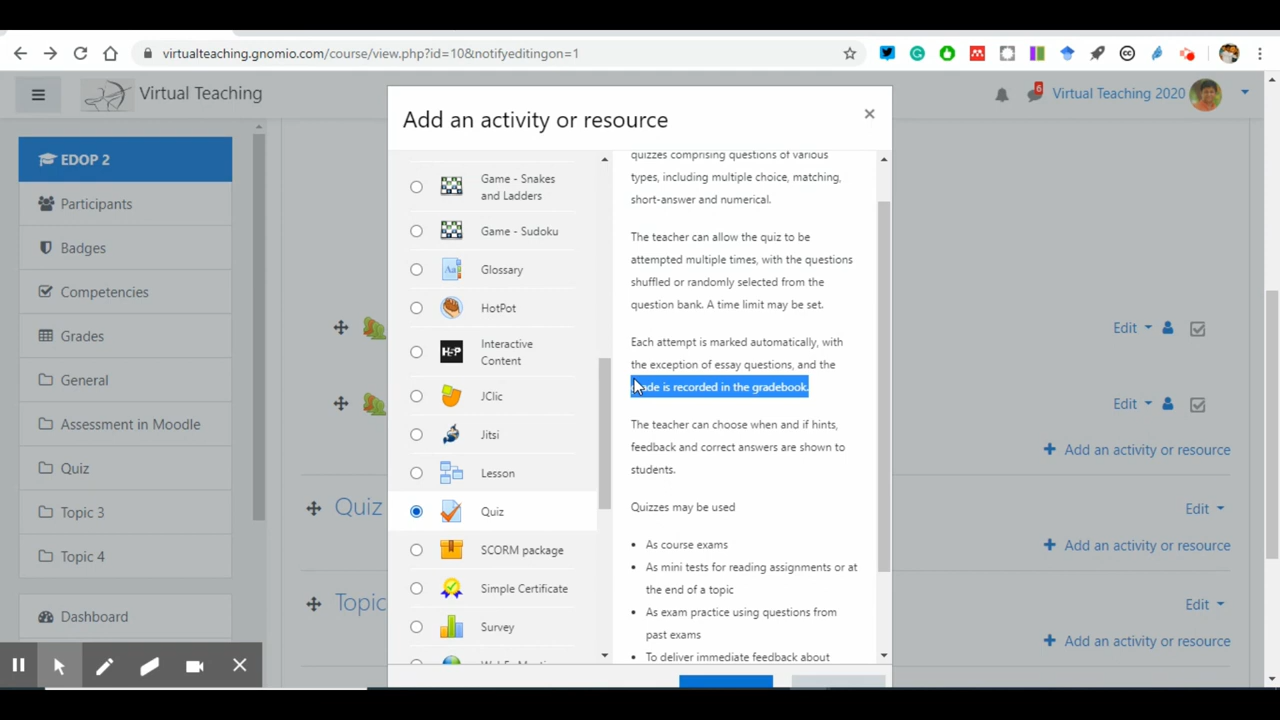 virtualteaching.gnomio.com/course/view.php?id=10&notifyeditingon=1
Virtual Teaching
6
Virtual Teaching 2020
EDOP 2
Participants
Badges
Competencies
Grades
General
Assessment in Moodle
Quiz
Topic 3
Topic 4
Dashboard
Add an activity or resource
×
Game - Snakes
and Ladders
Game - Sudoku
Glossary
HotPot
H5P
Interactive
Content
JClic
Jitsi
Lesson
Quiz
SCORM package
Simple Certificate
Survey
quizzes comprising questions of various
types, including multiple choice, matching,
short-answer and numerical.
The teacher can allow the quiz to be
attempted multiple times, with the questions
shuffled or randomly selected from the
question bank. A time limit may be set.
Each attempt is marked automatically, with
the exception of essay questions, and the
grade is recorded in the gradebook.
The teacher can choose when and if hints,
feedback and correct answers are shown to
students.
Quizzes may be used
• As course exams
• As mini tests for reading assignments or at
the end of a topic
• As exam practice using questions from
past exams
• To deliver immediate feedback about
Edit
Edit
+ Add an activity or resource
Quiz
Edit
+ Add an activity or resource
Topic
Edit
+ Add an activity or resource